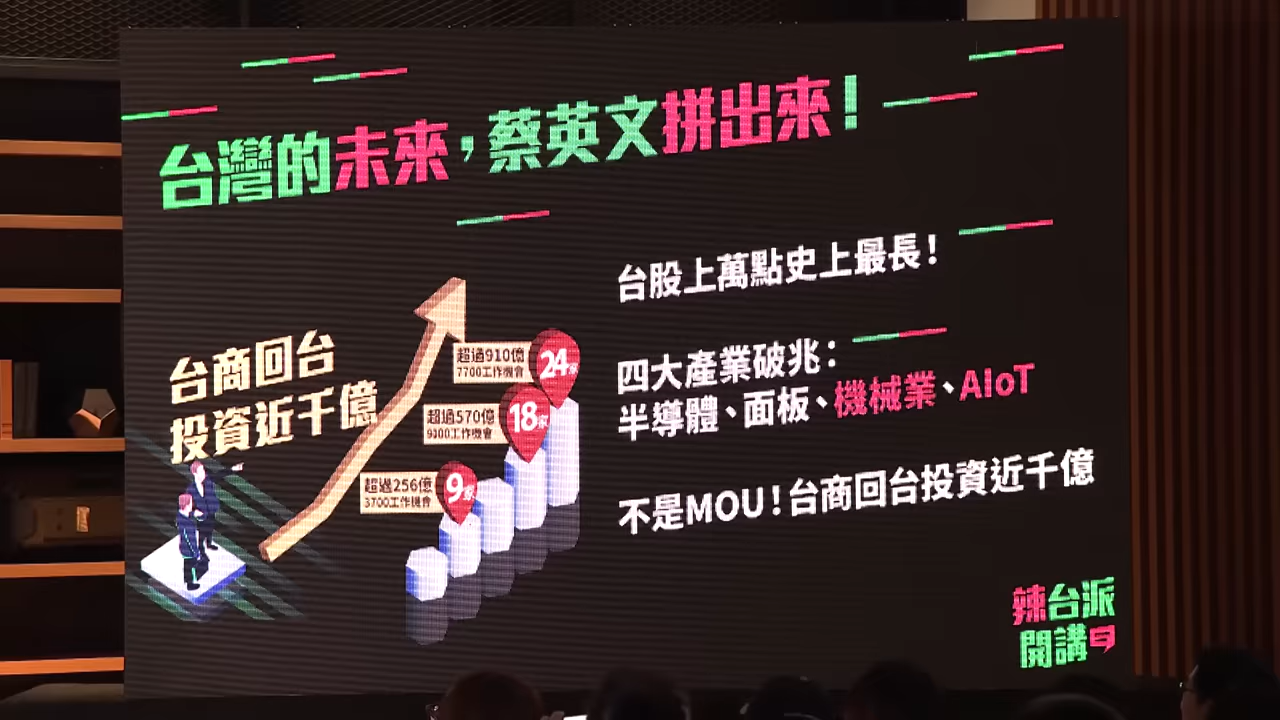 台灣的未來，蔡英文拼出來！
台商回台
投資近千億
超過910億
7700工作機會
24家
超過570億
9100工作機會
18家
超過256億
3700工作機會
9家
台股上萬點史上最長！
四大產業破兆：
半導體、面板、機械業、AIoT
不是MOU！台商回台投資近千億
辣台派
開講